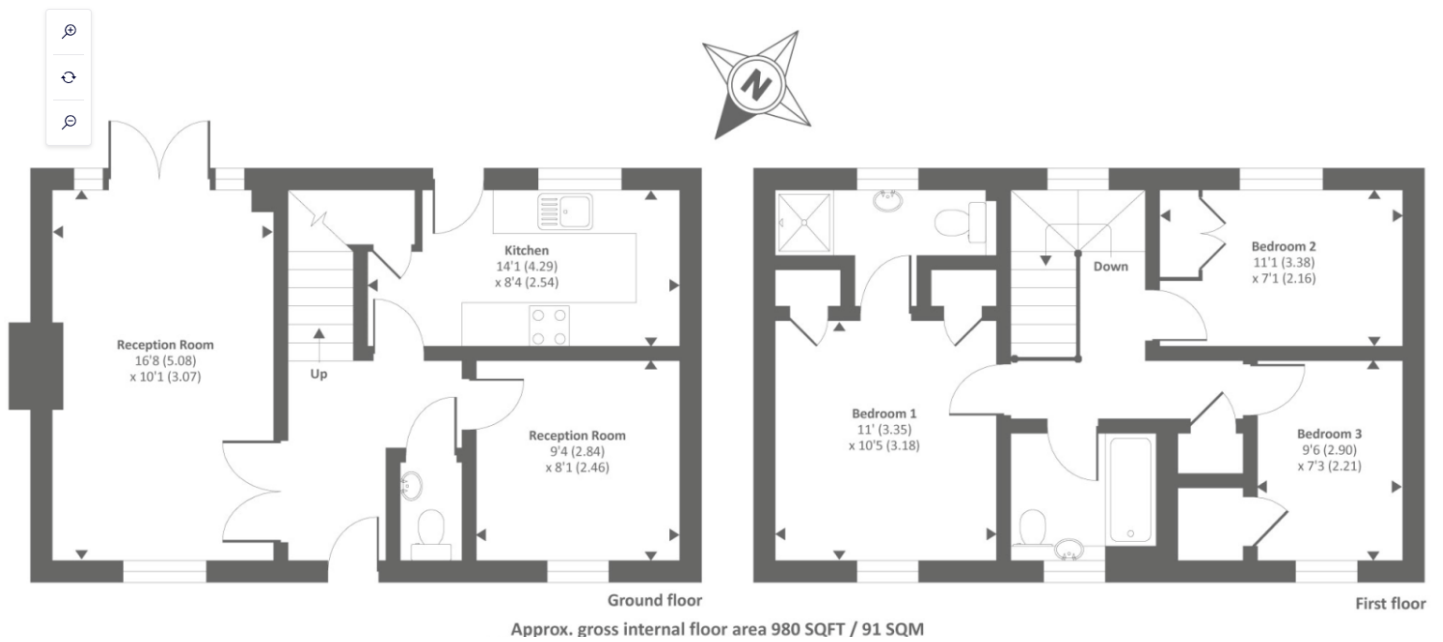 N
Kitchen
14'1 (4.29)
x 8'4 (2.54)
Reception Room
16'8 (5.08)
x 10'1 (3.07)
Up
Reception Room
9'4 (2.84)
x 8'1 (2.46)
Ground floor
Bedroom 2
11'1 (3.38)
x 7'1 (2.16)
Down
Bedroom 1
11' (3.35)
x 10'5 (3.18)
Bedroom 3
9'6 (2.90)
x 7'3 (2.21)
First floor
Approx. gross internal floor area 980 SQFT / 91 SQM